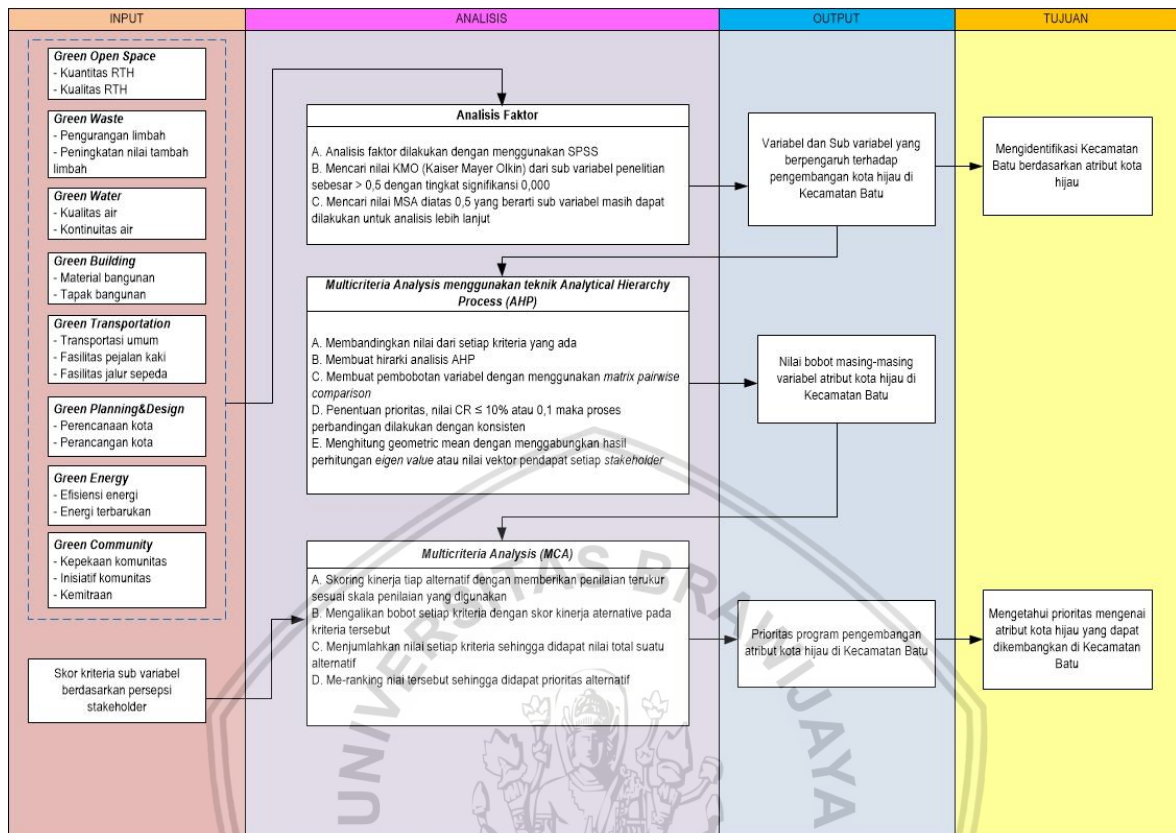 INPUT
ANALISIS
OUTPUT
TUJUAN
Green Open Space
- Kuantitas RTH
- Kualitas RTH
Green Waste
- Pengurangan limbah
- Peningkatan nilai tambah
limbah
Green Water
- Kualitas air
- Kontinuitas air
Green Building
- Material bangunan
- Tapak bangunan
Green Transportation
- Transportasi umum
- Fasilitas pejalan kaki
- Fasilitas jalur sepeda
Green Planning&Design
- Perencanaan kota
- Perancangan kota
Green Energy
- Efisiensi energi
- Energi terbarukan
Green Community
- Kepekaan komunitas
- Inisiatif komunitas
- Kemitraan
Skor kriteria sub variabel
berdasarkan persepsi
stakeholder
Analisis Faktor
A. Analisis faktor dilakukan dengan menggunakan SPSS
B. Mencari nilai KMO (Kaiser Mayer Olkin) dari sub variabel penelitian
sebesar > 0,5 dengan tingkat signifikansi 0,000
C. Mencari nilai MSA diatas 0,5 yang berarti sub variabel masih dapat
dilakukan untuk analisis lebih lanjut
Multicriteria Analysis menggunakan teknik Analytical Hierarchy
Process (AHP)
A. Membandingkan nilai dari setiap kriteria yang ada
B. Membuat hirarki analisis AHP
C. Membuat pembobotan variabel dengan menggunakan matrix pairwise
comparison
D. Penentuan prioritas, nilai CR ≤ 10% atau 0,1 maka proses
perbandingan dilakukan dengan konsisten
E. Menghitung geometric mean dengan menggabungkan hasil
perhitungan eigen value atau nilai vektor pendapat setiap stakeholder
Multicriteria Analysis (MCA)
A. Skoring kinerja tiap alternatif dengan memberikan penilaian terukur
sesuai skala penilaian yang digunakan
B. Mengalikan bobot setiap kriteria dengan skor kinerja aternative pada
kriteria tersebut
C. Menjumlahkan nilai setiap kriteria sehingga didapat nilai total suatu
alternatif
D. Me-ranking niai tersebut sehingga didapat prioritas alternatif
Variabel dan Sub variabel yang
berpengaruh terhadap
pengembangan kota hijau di
Kecamatan Batu
Nilai bobot masing-masing
variabel atribut kota hijau di
Kecamatan Batu
Prioritas program pengembangan
atribut kota hijau di Kecamatan Batu
Mengidentifikasi Kecamatan
Batu berdasarkan atribut kota
hijau
Mengetahui prioritas mengenai
atribut kota hijau yang dapat
dikembangkan di Kecamatan
Batu
UNIVERSITAS BRAWIJAYA